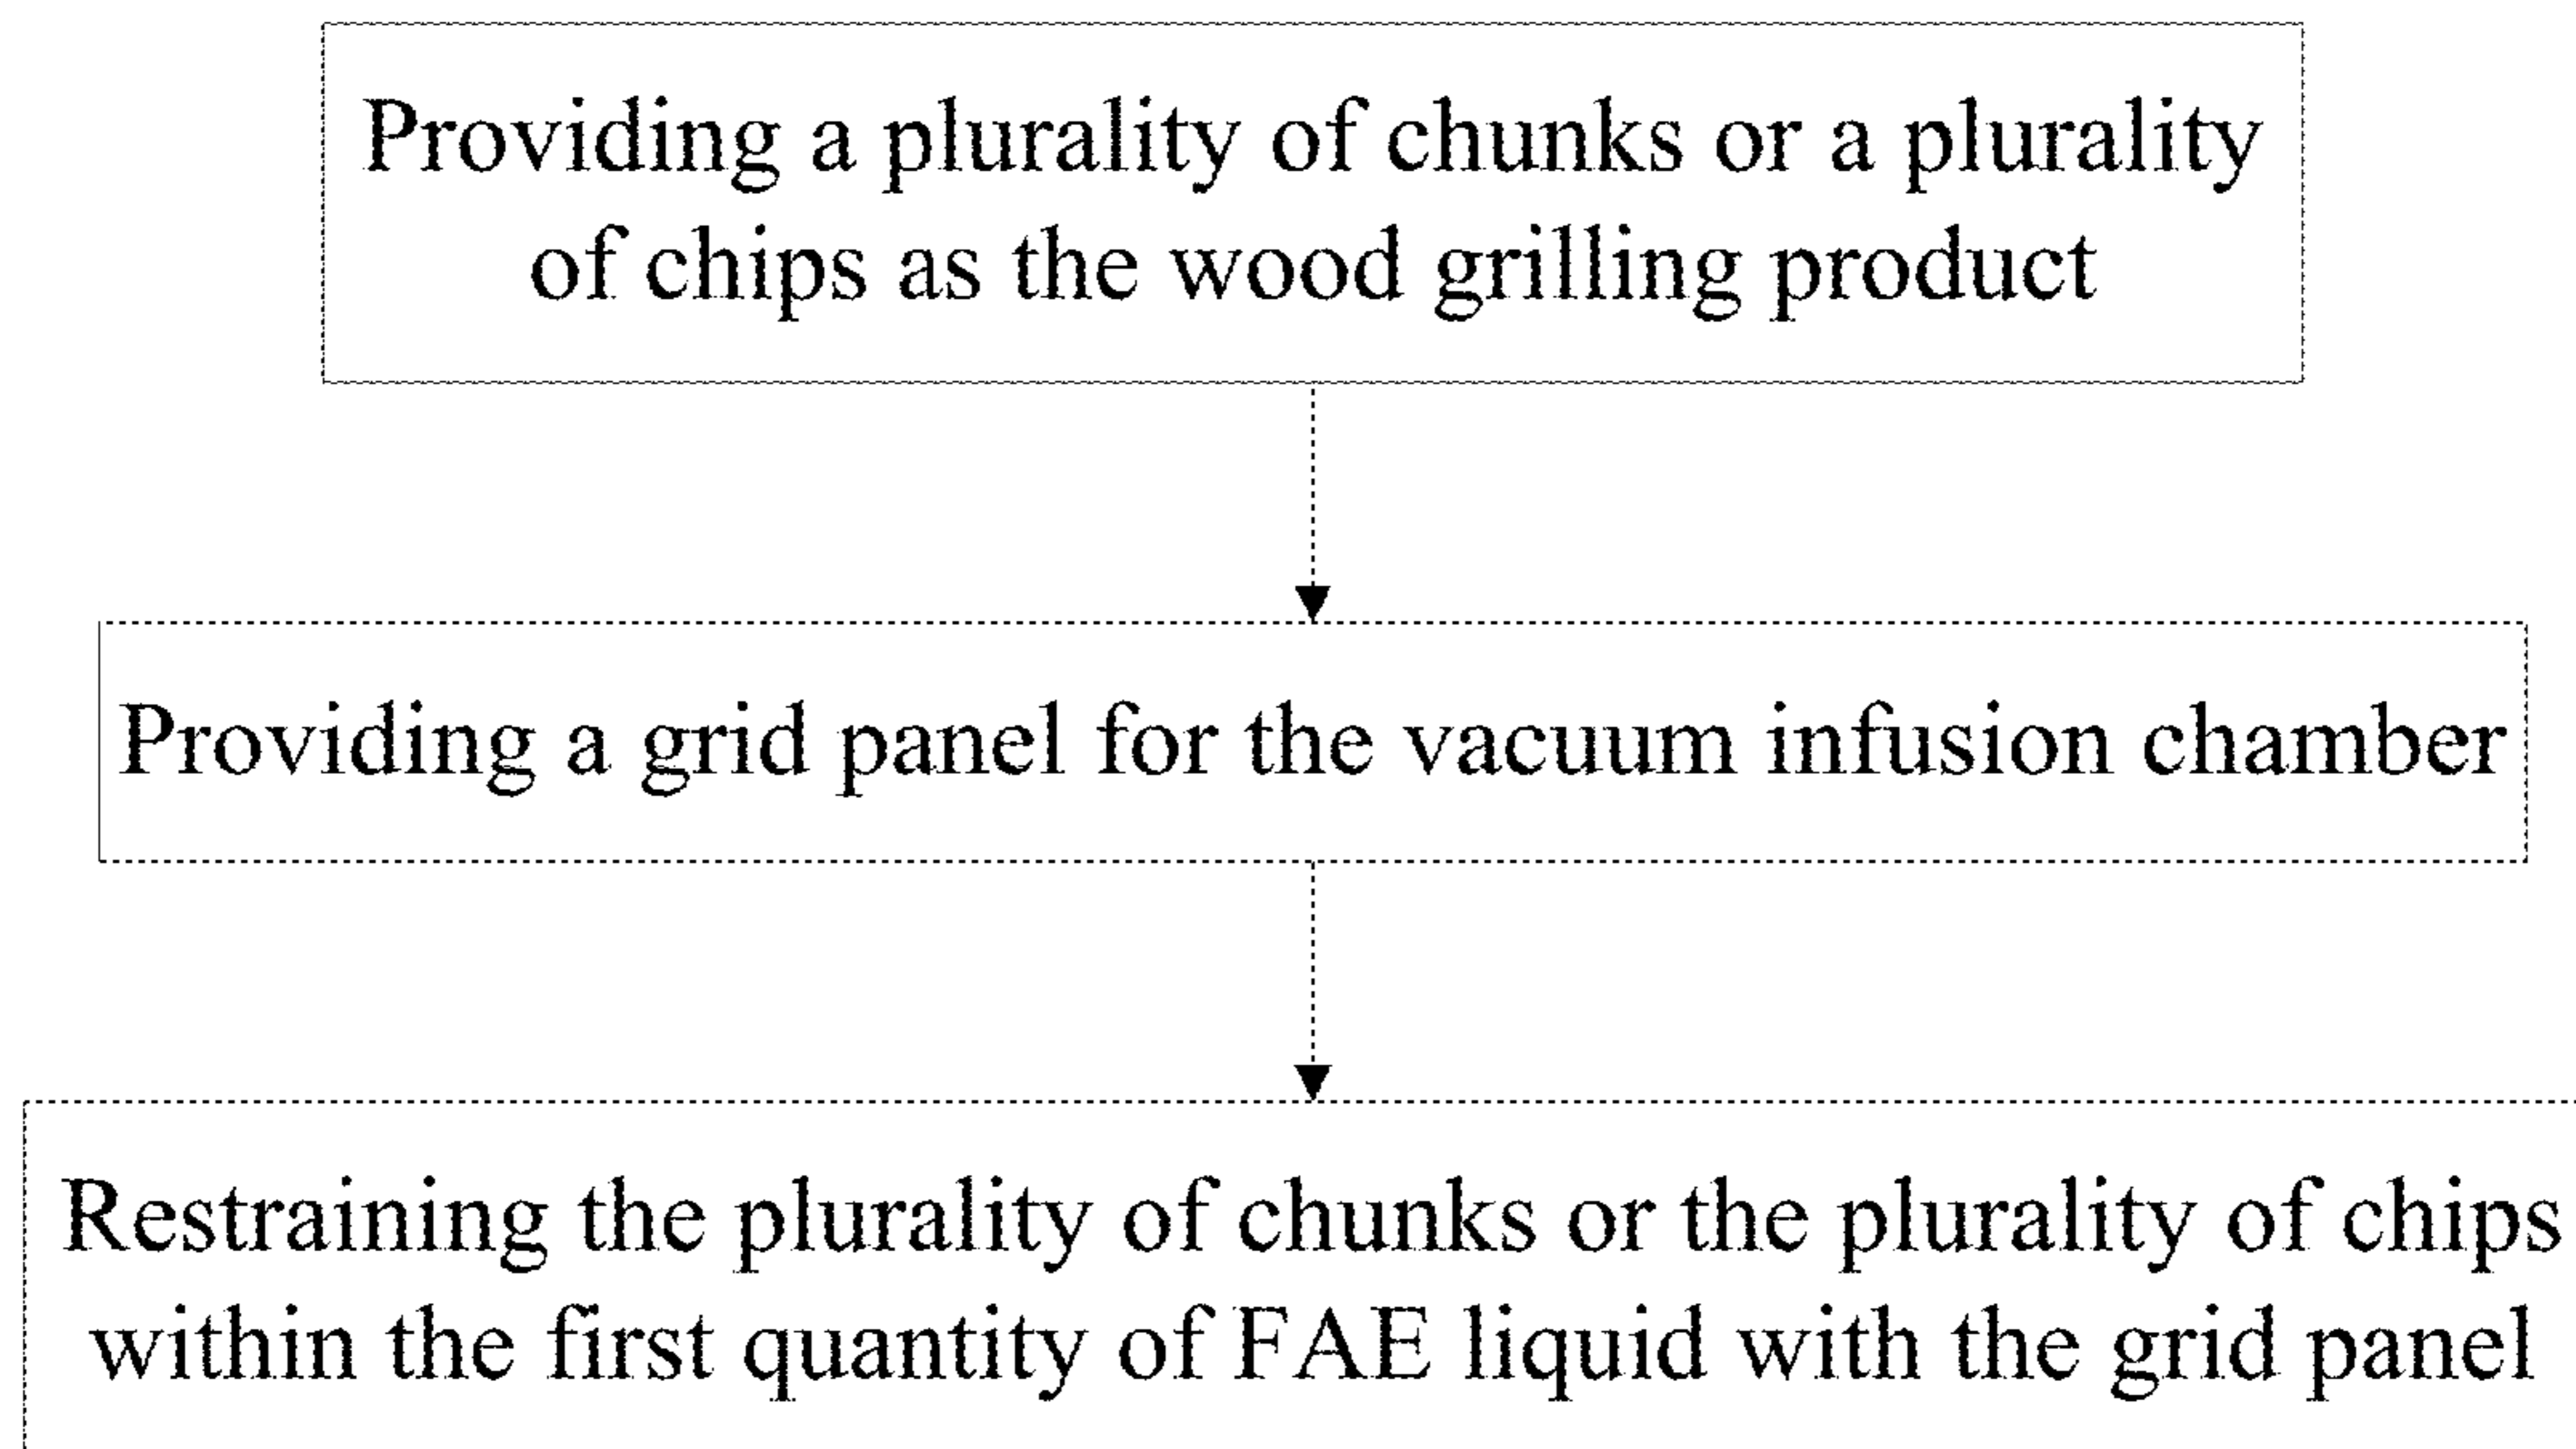 Providing a plurality of chunks or a plurality
of chips as the wood grilling product
Providing a grid panel for the vacuum infusion chamber
Restraining the plurality of chunks or the plurality of chips
within the first quantity of FAE liquid with the grid panel